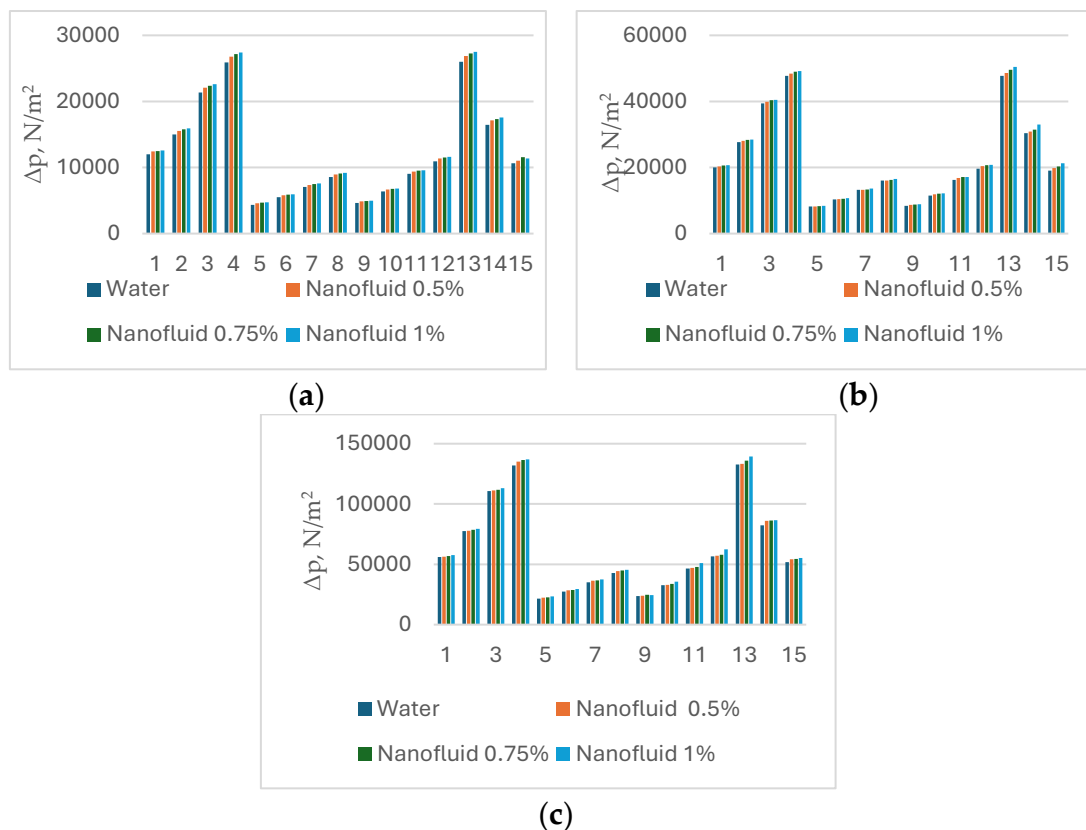 30000
20000
10000
0
Δp, N/m²
1 2 3 4 5 6 7 8 9 10 11 12 13 14 15
Water Nanofluid 0.5%
Nanofluid 0.75% Nanofluid 1%
(a)
60000
40000
20000
0
Δp, N/m²
1 3 5 7 9 11 13 15
Water Nanofluid 0.5%
Nanofluid 0.75% Nanofluid 1%
(b)
150000
100000
50000
0
Δp, N/m²
1 3 5 7 9 11 13 15
Water Nanofluid 0.5%
Nanofluid 0.75% Nanofluid 1%
(c)